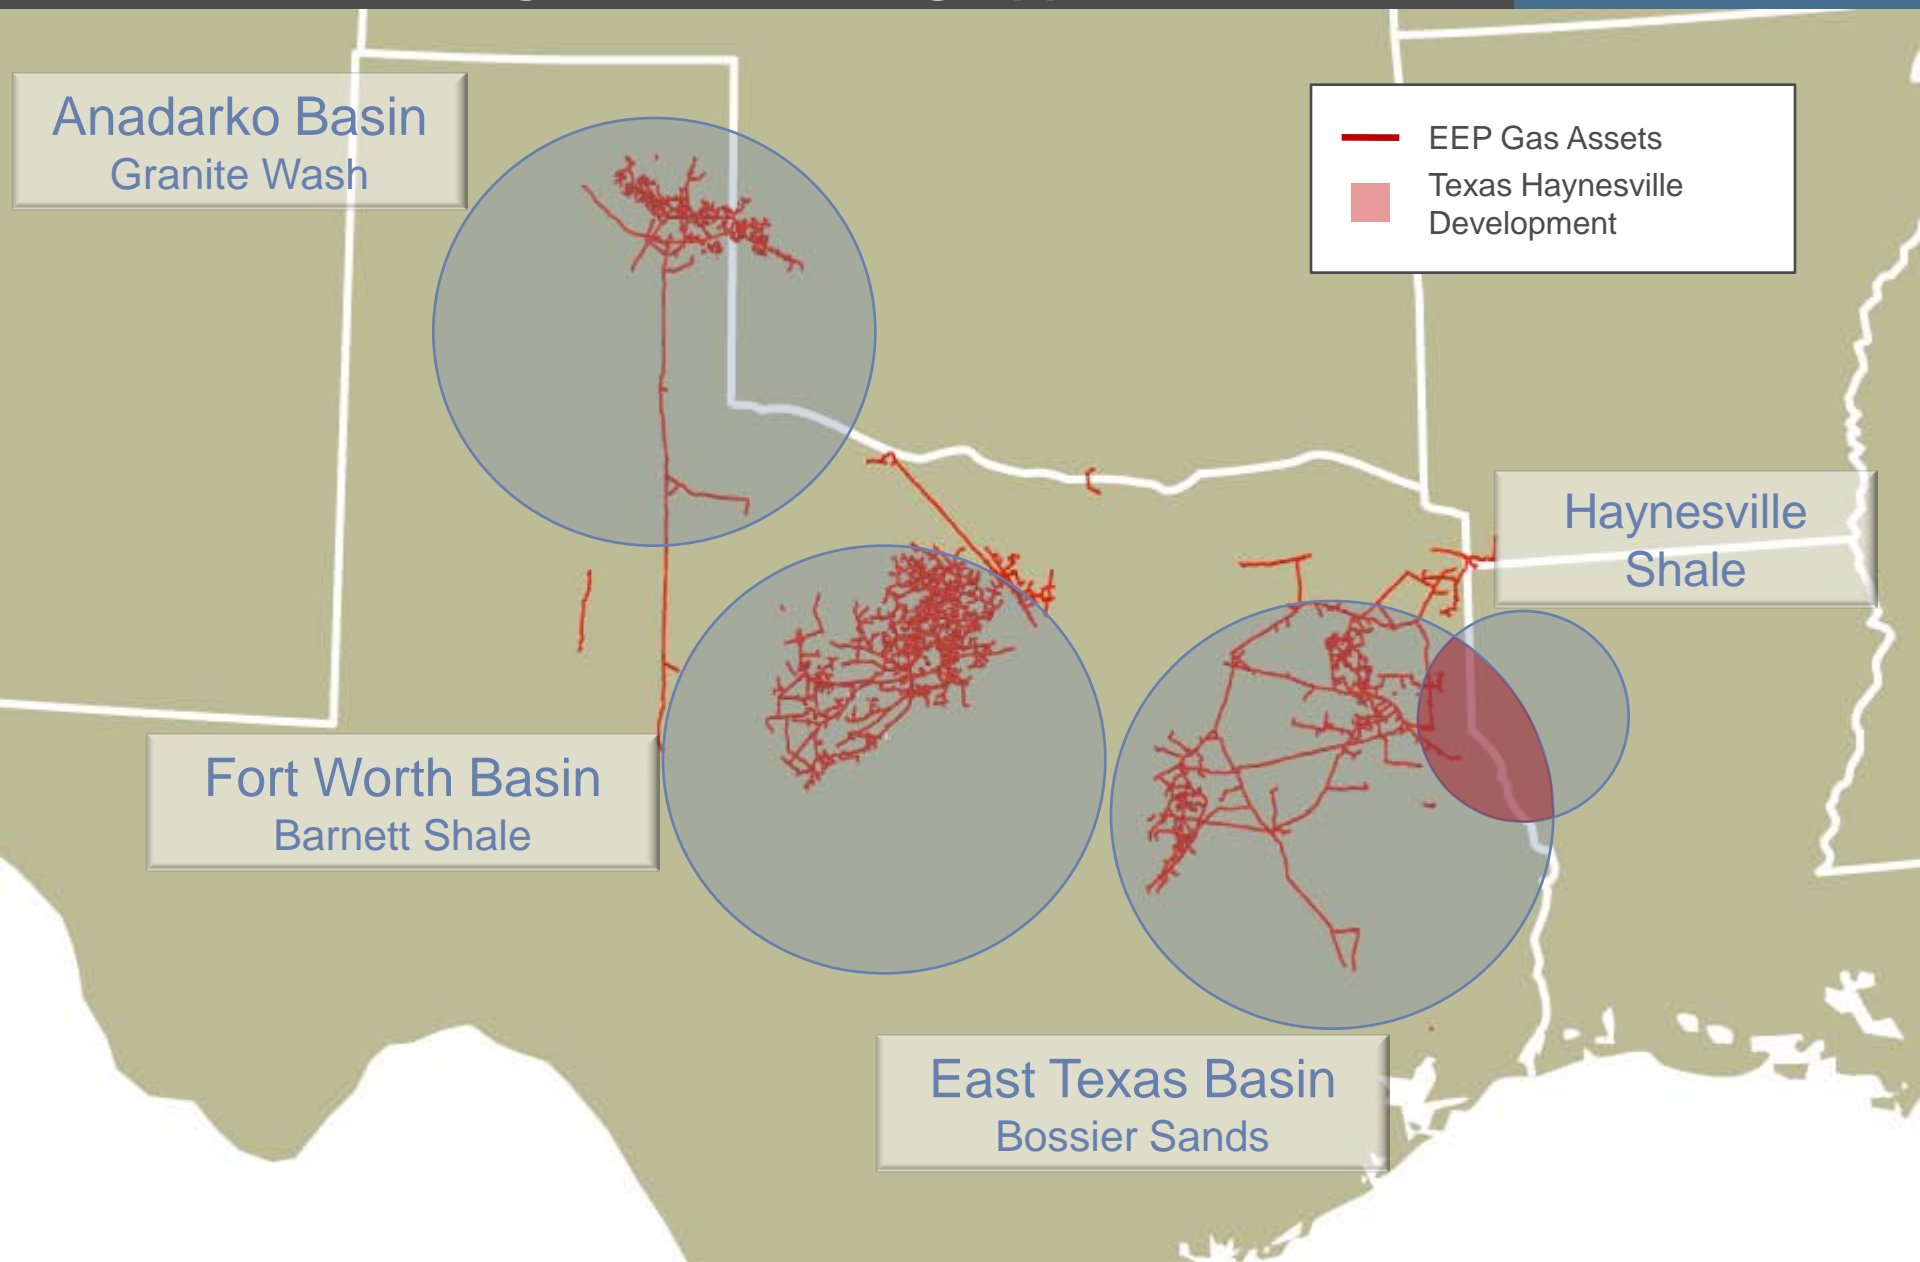 Anadarko Basin
Granite Wash
EEP Gas Assets
Texas Haynesville
Development
Haynesville
Shale
Fort Worth Basin
Barnett Shale
East Texas Basin
Bossier Sands